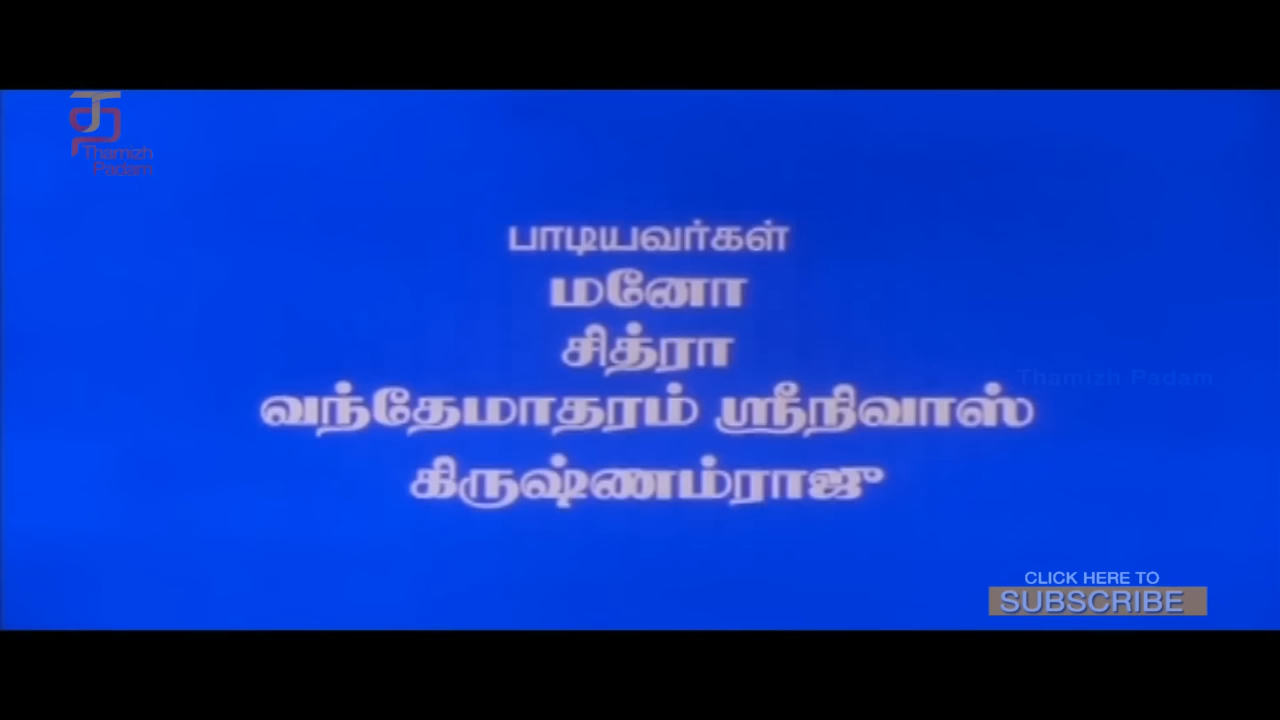 த
Thamizh
Padam
பாடியவர்கள்
மனோ
சித்ரா
வந்தேமாதரம் ஸ்ரீநிவாஸ்
கிருஷ்ணம்ராஜு
Thamizh Padam
CLICK HERE TO
SUBSCRIBE